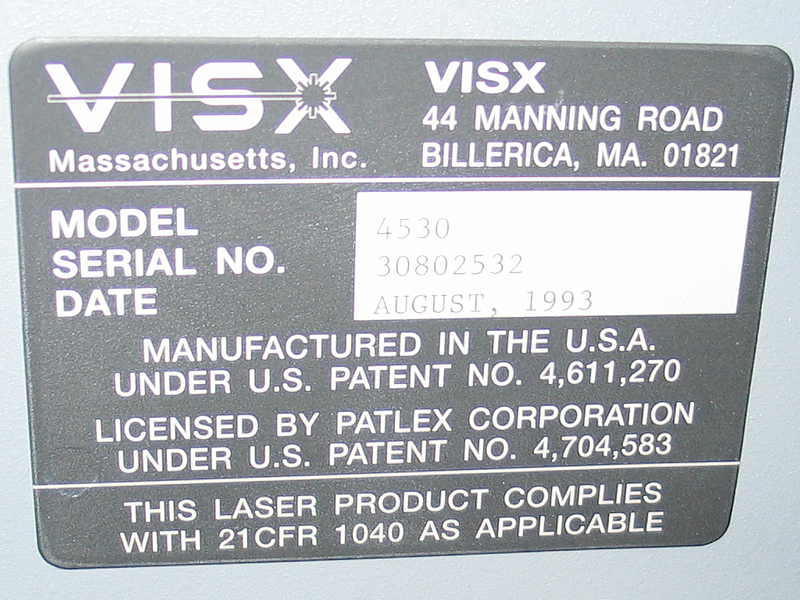 VISX
Massachusetts, Inc.
VISX
44 MANNING ROAD
BILLERICA, MA. 01821
MODEL 4530
SERIAL NO. 30802532
DATE AUGUST, 1993
MANUFACTURED IN THE U.S.A.
UNDER U.S. PATENT NO. 4,611,270
LICENSED BY PATLEX CORPORATION
UNDER U.S. PATENT NO. 4,704,583
THIS LASER PRODUCT COMPLIES
WITH 21CFR 1040 AS APPLICABLE